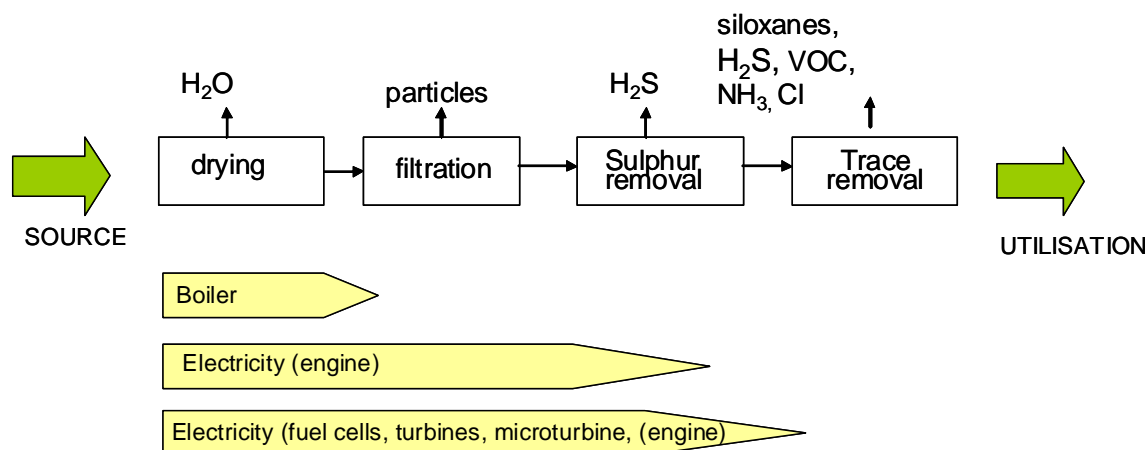 siloxanes,
H₂S, VOC,
NH₃, Cl
H₂O
particles
H₂S
drying
filtration
Sulphur
removal
Trace
removal
SOURCE
UTILISATION
Boiler
Electricity (engine)
Electricity (fuel cells, turbines, microturbine, (engine)